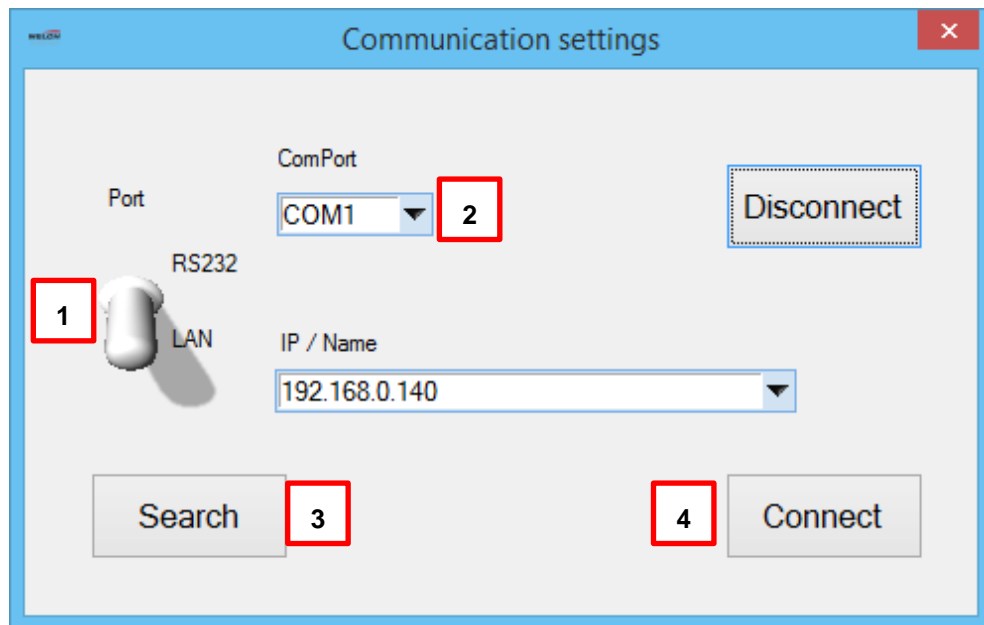 WELCH
Communication settings
ComPort
Port
COM1
2
Disconnect
RS232
1
LAN
IP / Name
192.168.0.140
Search
3
4
Connect